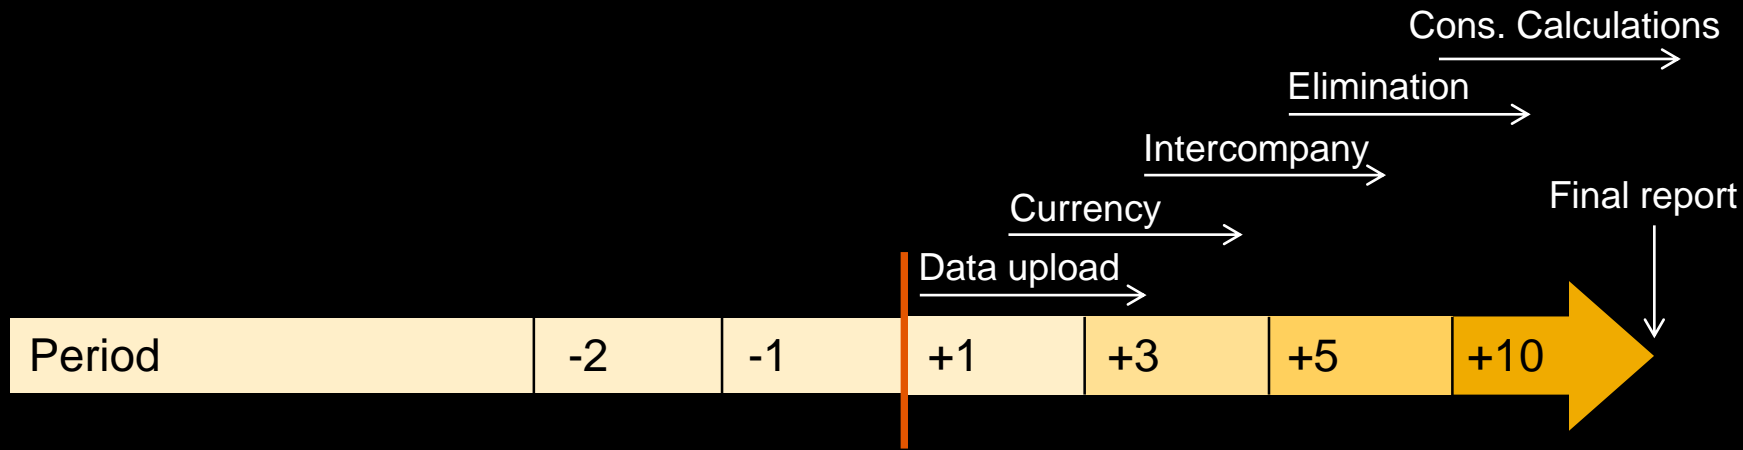 Cons. Calculations
Elimination
Intercompany
Final report
Currency
Data upload
Period -2 -1 +1 +3 +5 +10